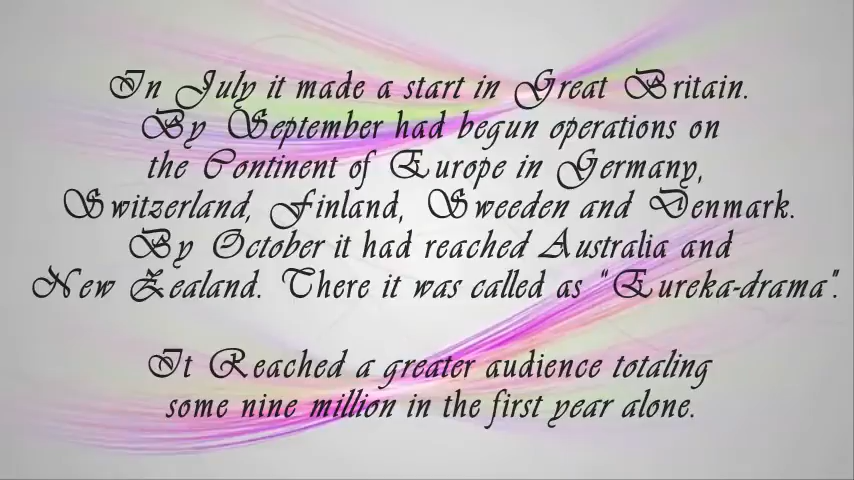 In July it made a start in Great Britain.
By September had begun operations on
the Continent of Europe in Germany,
Switzerland, Finland, Sweeden and Denmark.
By October it had reached Australia and
New Zealand. There it was called as "Eureka-drama".
It Reached a greater audience totaling
some nine million in the first year alone.